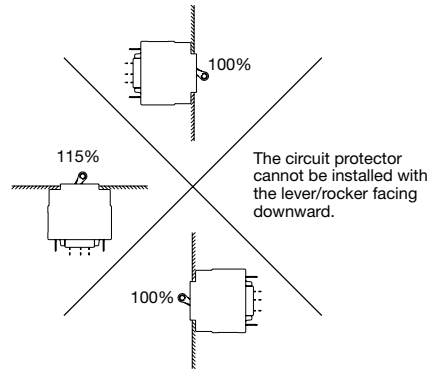 100%
115%
The circuit protector
cannot be installed with
the lever/rocker facing
downward.
100%